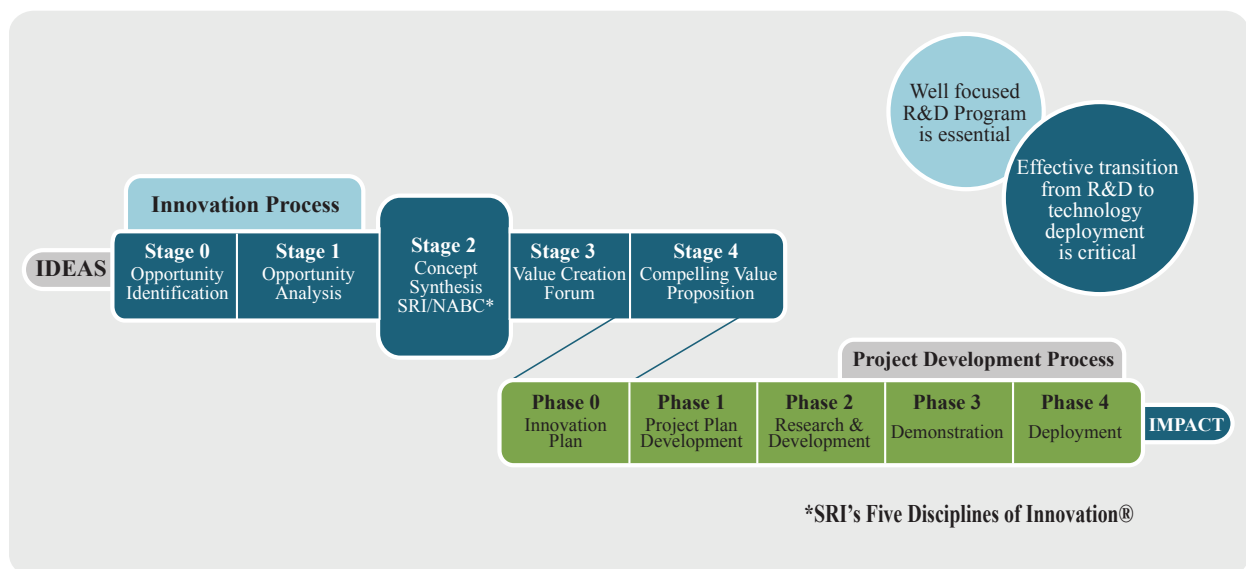 Well focused
R&D Program
is essential
Effective transition
from R&D to
technology
deployment
is critical
Innovation Process
IDEAS
Stage 0
Opportunity
Identification
Stage 1
Opportunity
Analysis
Stage 2
Concept
Synthesis
SRI/NABC*
Stage 3
Value Creation
Forum
Stage 4
Compelling Value
Proposition
Project Development Process
Phase 0
Innovation
Plan
Phase 1
Project Plan
Development
Phase 2
Research &
Development
Phase 3
Demonstration
Phase 4
Deployment
IMPACT
*SRI's Five Disciplines of Innovation®